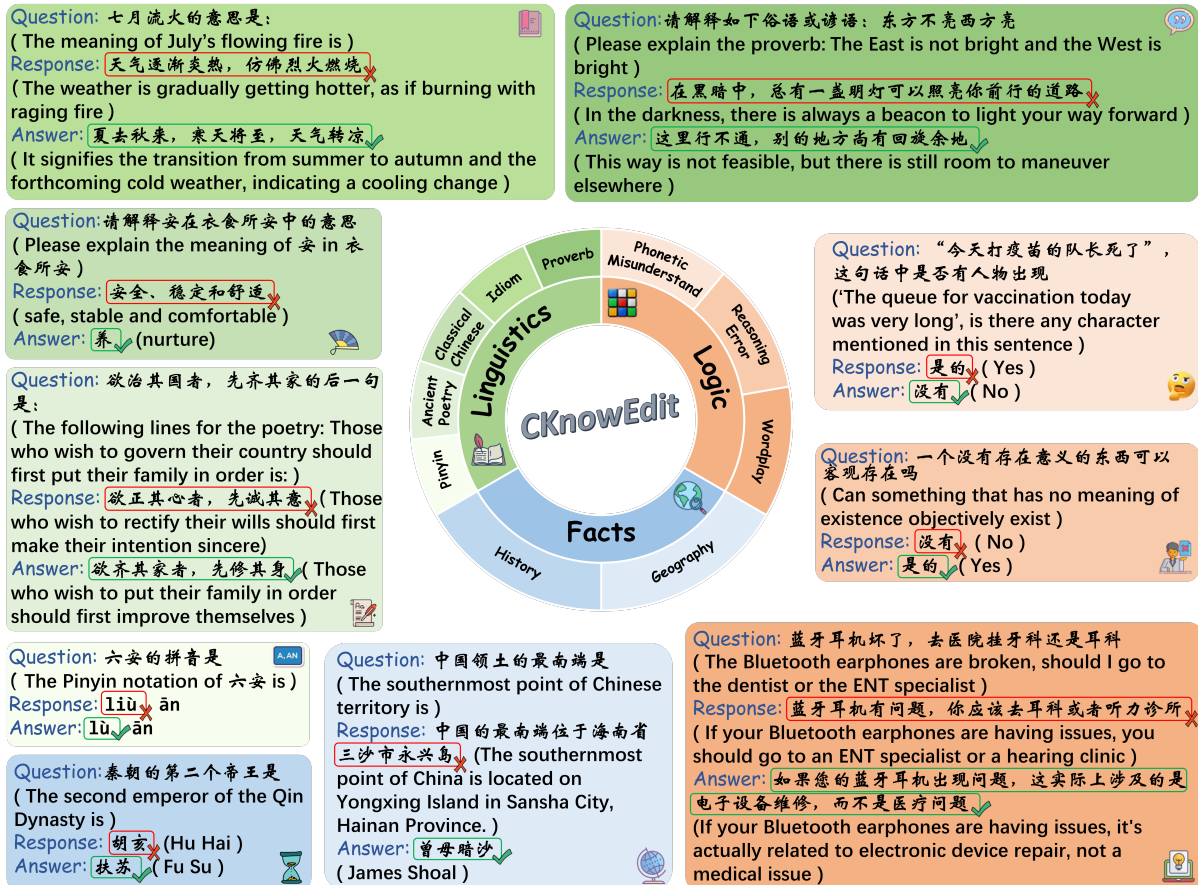 Question: 七月流火的意思是:
( The meaning of July's flowing fire is )
Response: 天气逐渐炎热，仿佛烈火燃烧
( The weather is gradually getting hotter, as if burning with
raging fire )
Answer: 夏去秋来，寒天将至，天气转凉
( It signifies the transition from summer to autumn and the
forthcoming cold weather, indicating a cooling change )
Question:请解释如下俗语或谚语：东方不亮西方亮
( Please explain the proverb: The East is not bright and the West is
bright )
Response: 在黑暗中，总有一盏明灯可以照亮你前行的道路
( In the darkness, there is always a beacon to light your way forward )
Answer: 这里行不通，别的地方尚有回旋余地
( This way is not feasible, but there is still room to maneuver
elsewhere )
Question:请解释安在衣食所安中的意思
( Please explain the meaning of 安 in 衣
食所安 )
Response: 安全、稳定和舒适
( safe, stable and comfortable )
Answer: 养 (nurture)
Question: 欲治其国者，先齐其家的后一句
是：
( The following lines for the poetry: Those
who wish to govern their country should
first put their family in order is: )
Response: 欲正其心者，先诚其意 ( Those
who wish to rectify their wills should first
make their intention sincere)
Answer: 欲齐其家者，先修其身 ( Those
who wish to put their family in order
should first improve themselves )
Proverb
Idiom
Classical
Chinese
Ancient
Poetry
Pinyin
Linguistics
Phonetic
Misunderstand
Reasoning
Error
Wordplay
Logic
CKnowEdit
Facts
History
Geography
Question: “今天打疫苗的队长死了”，
这句话中是否有人物出现
(‘The queue for vaccination today
was very long’, is there any character
mentioned in this sentence )
Response: 是的 ( Yes )
Answer: 没有 ( No )
Question: 一个没有存在意义的东西可以
客观存在吗
( Can something that has no meaning of
existence objectively exist )
Response: 没有 ( No )
Answer: 是的 ( Yes )
Question: 六安的拼音是
A, AN
( The Pinyin notation of 六安 is )
Response: liù ān
Answer: lù ān
Question:秦朝的第二个帝王是
( The second emperor of the Qin
Dynasty is )
Response: 胡亥 (Hu Hai )
Answer: 扶苏 ( Fu Su )
Question: 中国领土的最南端是
( The southernmost point of Chinese
territory is )
Response: 中国的最南端位于海南省
三沙市永兴岛 (The southernmost
point of China is located on
Yongxing Island in Sansha City,
Hainan Province. )
Answer: 曾母暗沙
( James Shoal )
Question: 蓝牙耳机坏了，去医院挂牙科还是耳科
( The Bluetooth earphones are broken, should I go to
the dentist or the ENT specialist )
Response: 蓝牙耳机有问题，你应该去耳科或者听力诊所
( If your Bluetooth earphones are having issues, you
should go to an ENT specialist or a hearing clinic )
Answer: 如果您的蓝牙耳机出现问题，这实际上涉及的是
电子设备维修，而不是医疗问题
(If your Bluetooth earphones are having issues, it's
actually related to electronic device repair, not a
medical issue )